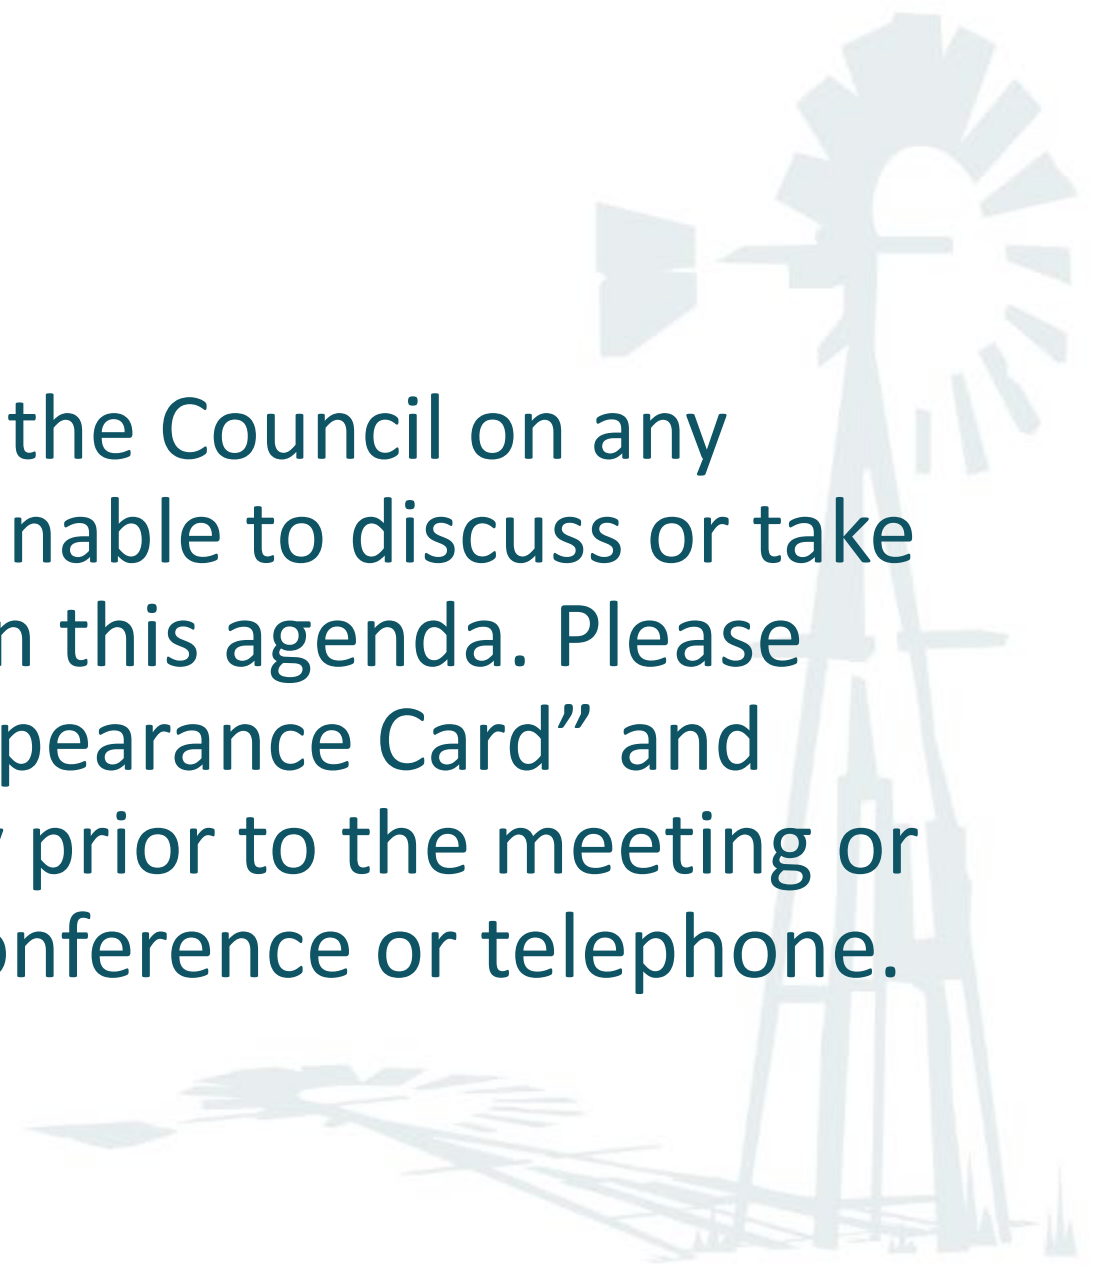 the Council on any
nable to discuss or take
n this agenda. Please
pearance Card” and
prior to the meeting or
onference or telephone.